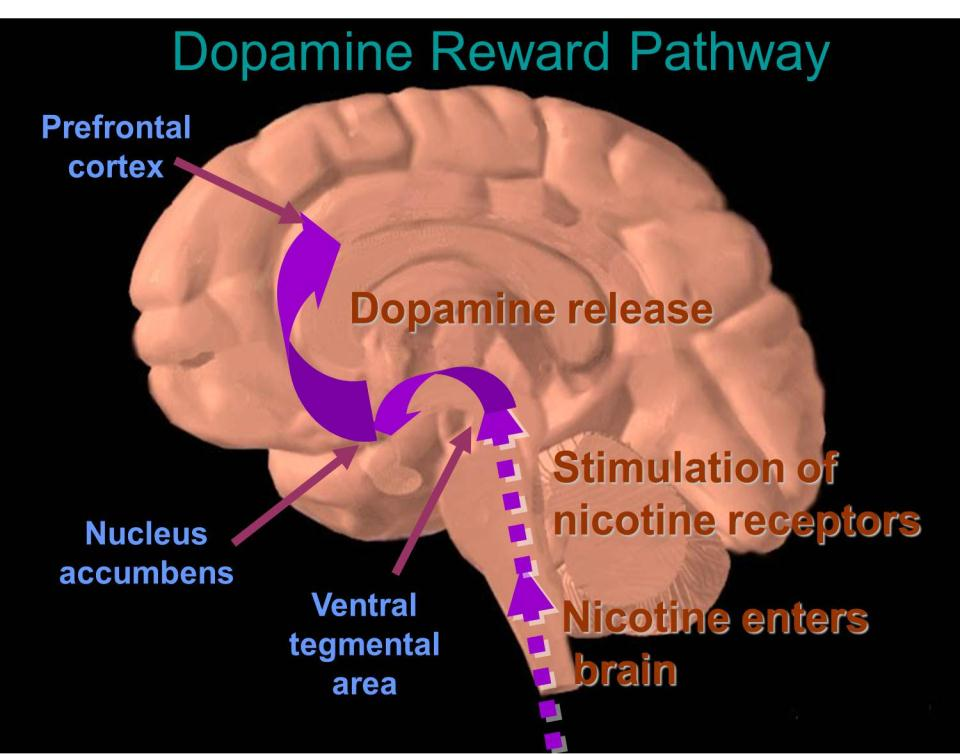 Dopamine Reward Pathway
Prefrontal
cortex
Dopamine release
Stimulation of
nicotine receptors
Nucleus
accumbens
Ventral
tegmental
area
Nicotine enters
brain